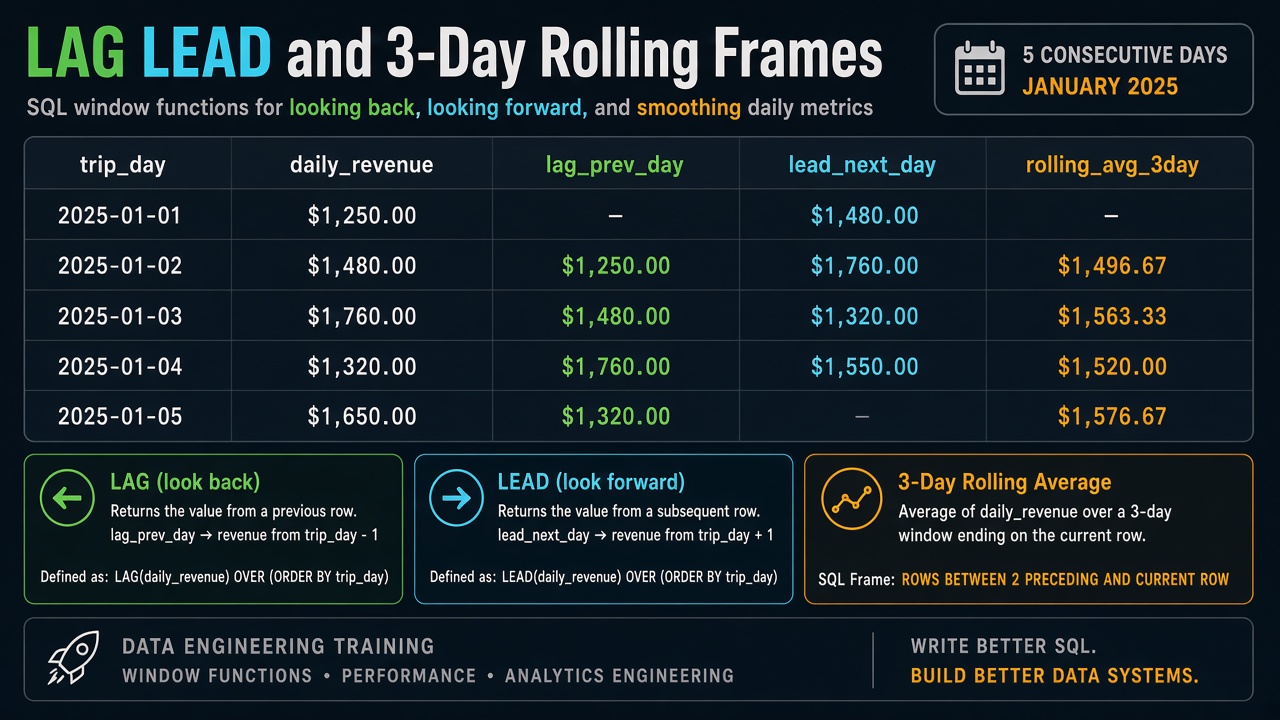 LAG LEAD and 3-Day Rolling Frames
SQL window functions for looking back, looking forward, and smoothing daily metrics
5 CONSECUTIVE DAYS
JANUARY 2025
trip_day daily_revenue lag_prev_day lead_next_day rolling_avg_3day
2025-01-01 $1,250.00 – $1,480.00 –
2025-01-02 $1,480.00 $1,250.00 $1,760.00 $1,496.67
2025-01-03 $1,760.00 $1,480.00 $1,320.00 $1,563.33
2025-01-04 $1,320.00 $1,760.00 $1,550.00 $1,520.00
2025-01-05 $1,650.00 $1,320.00 – $1,576.67
LAG (look back)
Returns the value from a previous row.
lag_prev_day → revenue from trip_day - 1
Defined as: LAG(daily_revenue) OVER (ORDER BY trip_day)
LEAD (look forward)
Returns the value from a subsequent row.
lead_next_day → revenue from trip_day + 1
Defined as: LEAD(daily_revenue) OVER (ORDER BY trip_day)
3-Day Rolling Average
Average of daily_revenue over a 3-day
window ending on the current row.
SQL Frame: ROWS BETWEEN 2 PRECEDING AND CURRENT ROW
DATA ENGINEERING TRAINING
WINDOW FUNCTIONS • PERFORMANCE • ANALYTICS ENGINEERING
WRITE BETTER SQL.
BUILD BETTER DATA SYSTEMS.